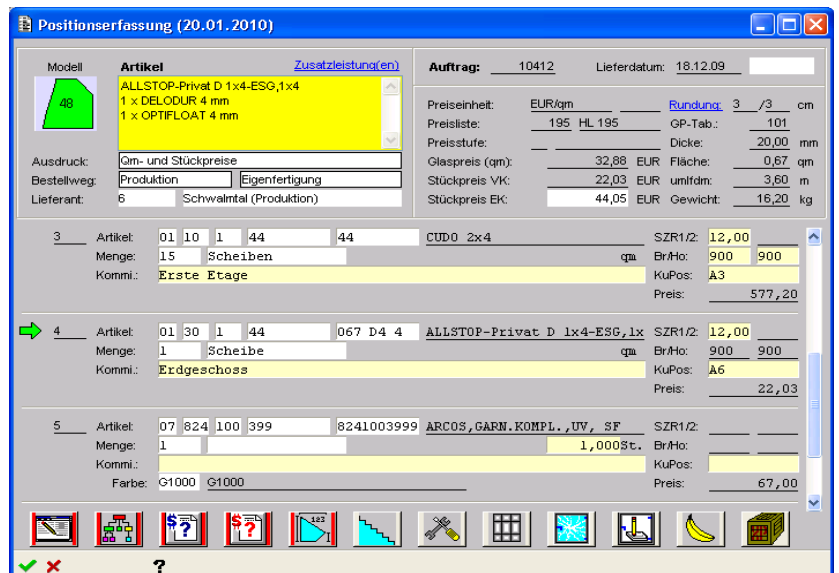 Positionserfassung (20.01.2010)
Modell Artikel Zusatzleistung(en)
48
ALLSTOP-Privat D 1x4-ESG,1x4
1 x DELODUR 4 mm
1 x OPTIFLOAT 4 mm
Ausdruck: Qm- und Stückpreise
Bestellweg: Produktion Eigenfertigung
Lieferant: 6 Schwalmtal (Produktion)
Auftrag: 10412 Lieferdatum: 18.12.09
Preiseinheit: EUR/qm Rundung: 3 /3 cm
Preisliste: 195 HL 195 GP-Tab.: 101
Preisstufe: Dicke: 20,00 mm
Glaspreis (qm): 32,88 EUR Fläche: 0,67 qm
Stückpreis VK: 22,03 EUR umlfdm: 3,60 m
Stückpreis EK: 44,05 EUR Gewicht: 16,20 kg
3 Artikel: 01 10 1 44 44 CUDO 2x4 SZR1/2: 12,00
Menge: 15 Scheiben qm Br/Ho: 900 900
Kommi.: Erste Etage KuPos: A3
Preis: 577,20
4 Artikel: 01 30 1 44 067 D4 4 ALLSTOP-Privat D 1x4-ESG,1x SZR1/2: 12,00
Menge: 1 Scheibe qm Br/Ho: 900 900
Kommi.: Erdgeschoss KuPos: A6
Preis: 22,03
5 Artikel: 07 824 100 399 8241003999 ARCOS,GARN.KOMPL.,UV, SF SZR1/2:
Menge: 1 1,000St. Br/Ho:
Kommi.: KuPos:
Farbe: G1000 G1000 Preis: 67,00
$? $? 123
?